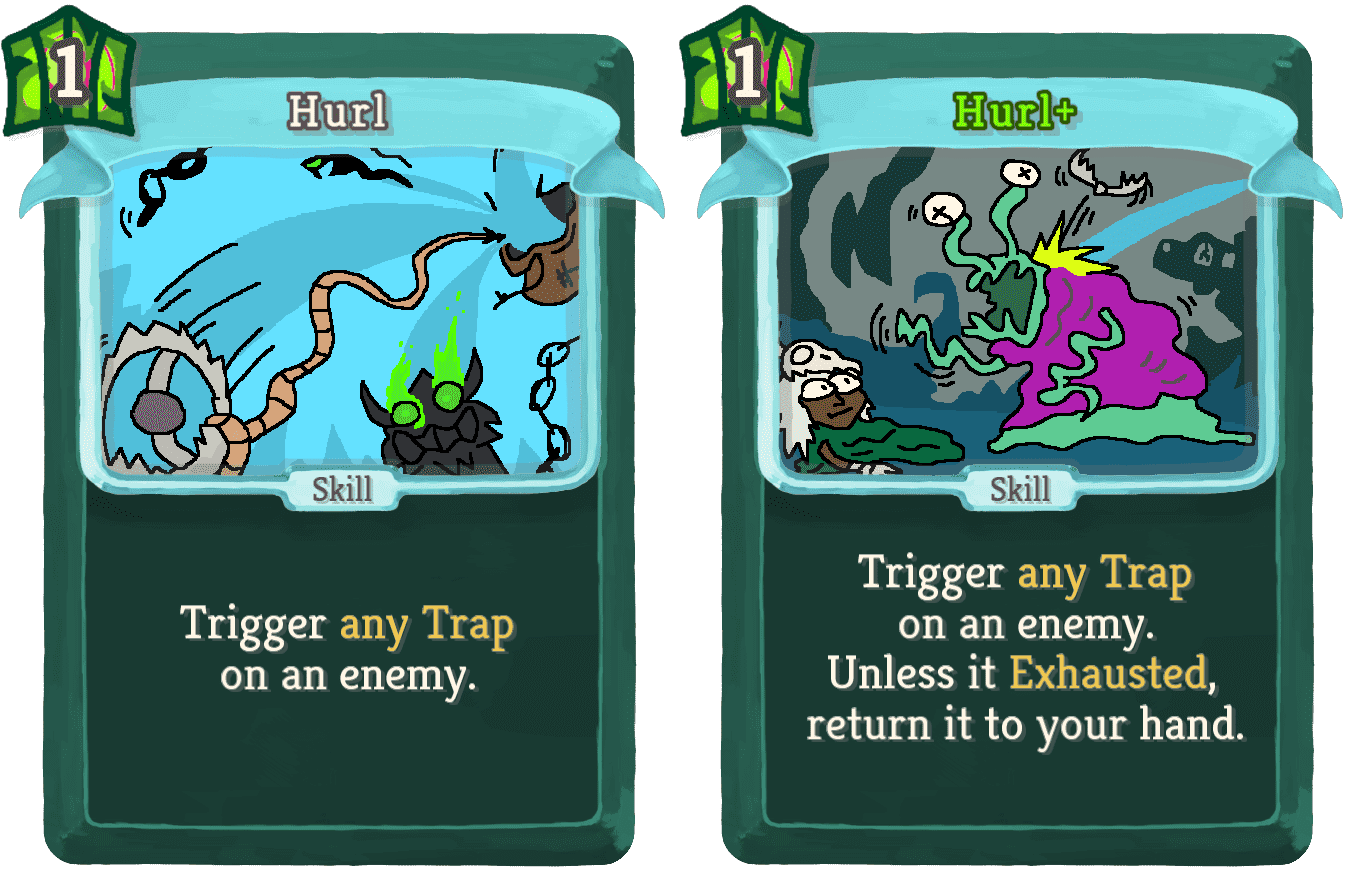 1
Hurl
Skill
Trigger any Trap
on an enemy.
1
Hurl+
Skill
Trigger any Trap
on an enemy.
Unless it Exhausted,
return it to your hand.